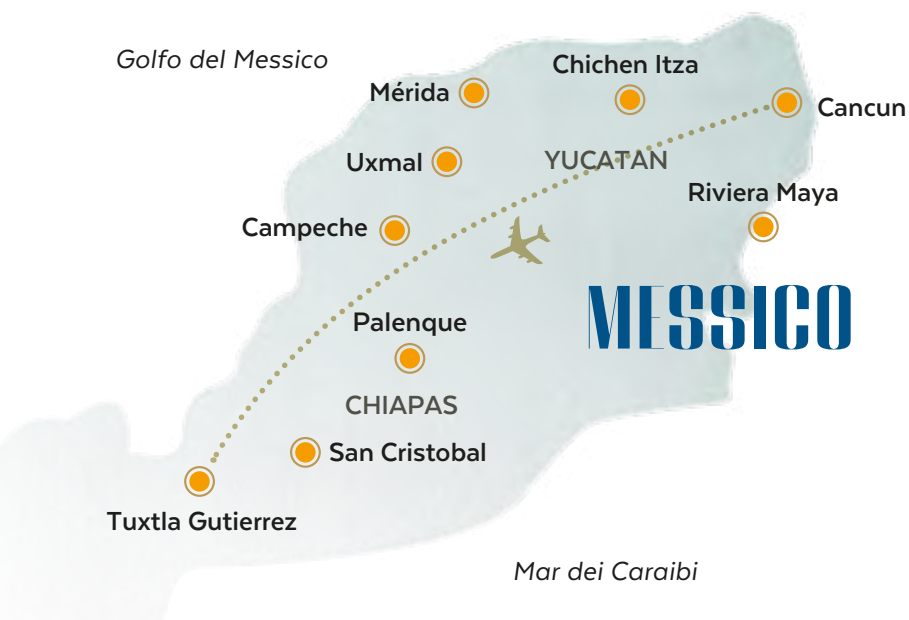 Golfo del Messico
Chichen Itza
Mérida
Cancun
Uxmal
YUCATAN
Riviera Maya
Campeche
MESSICO
Palenque
CHIAPAS
San Cristobal
Tuxtla Gutierrez
Mar dei Caraibi